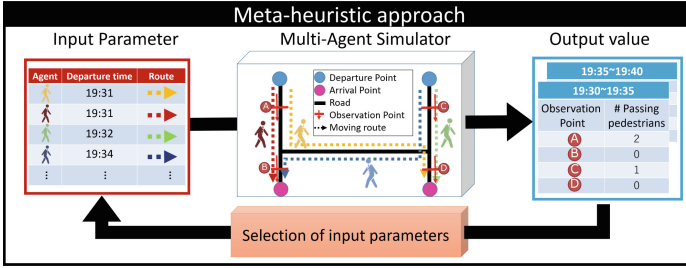 Meta-heuristic approach
Input Parameter
Multi-Agent Simulator
Output value
Agent Departure time Route
19:31
19:31
19:32
19:34
⋮ ⋮ ⋮
Departure Point
Arrival Point
Road
Observation Point
Moving route
A
C
B
D
19:35~19:40
19:30~19:35
Observation Point # Passing pedestrians
A 2
B 0
C 1
D 0
Selection of input parameters